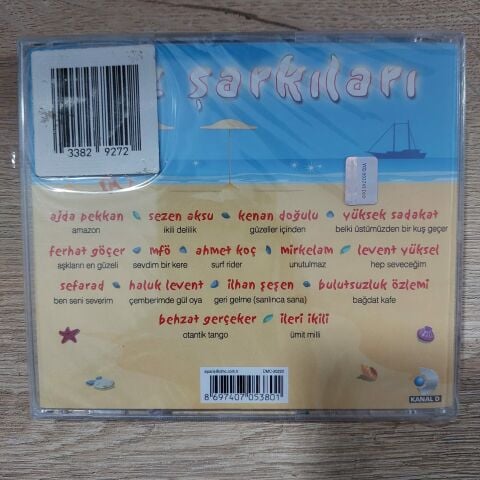 şarkıları
3382 9272
ajda pekkan sezen aksu kenan doğulu yüksek sadakat
amazon ikili delilik güzeller içinden belki üstümüzden bir kuş geçer
ferhat göçer mfö ahmet koç mirkelam levent yüksel
aşkların en güzeli sevdim bir kere surf rider unutulmaz hep seveceğim
sefarad haluk levent ilhan şeşen bulutsuzluk özlemi
ben seni severim çemberimde gül oya geri gelme (sarılınca sana) bağdat kafe
behzat gerçeker ileri ikili
otantik tango ümit milli
8 697407 053801
KANAL D